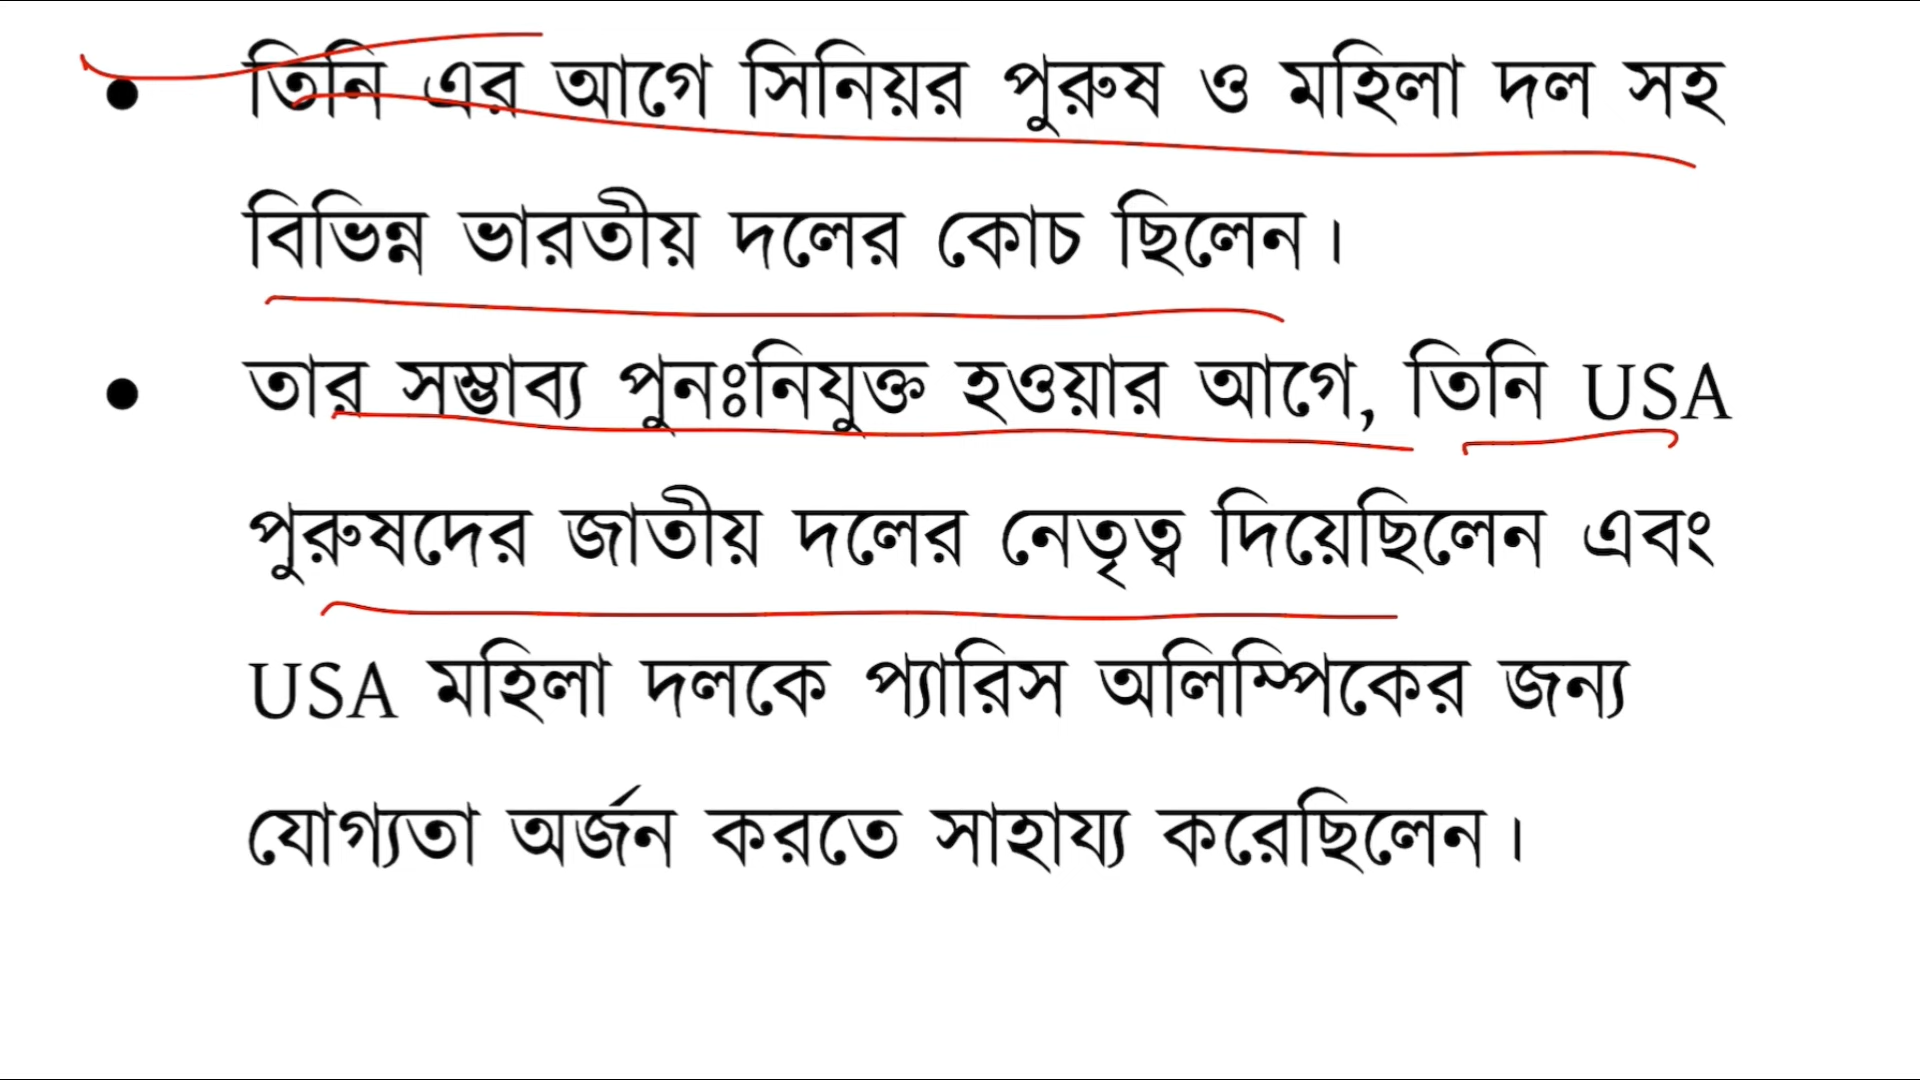 • তিনি এর আগে সিনিয়র পুরুষ ও মহিলা দল সহ
বিভিন্ন ভারতীয় দলের কোচ ছিলেন।
• তার সম্ভাব্য পুনঃনিযুক্ত হওয়ার আগে, তিনি USA
পুরুষদের জাতীয় দলের নেতৃত্ব দিয়েছিলেন এবং
USA মহিলা দলকে প্যারিস অলিম্পিকের জন্য
যোগ্যতা অর্জন করতে সাহায্য করেছিলেন।